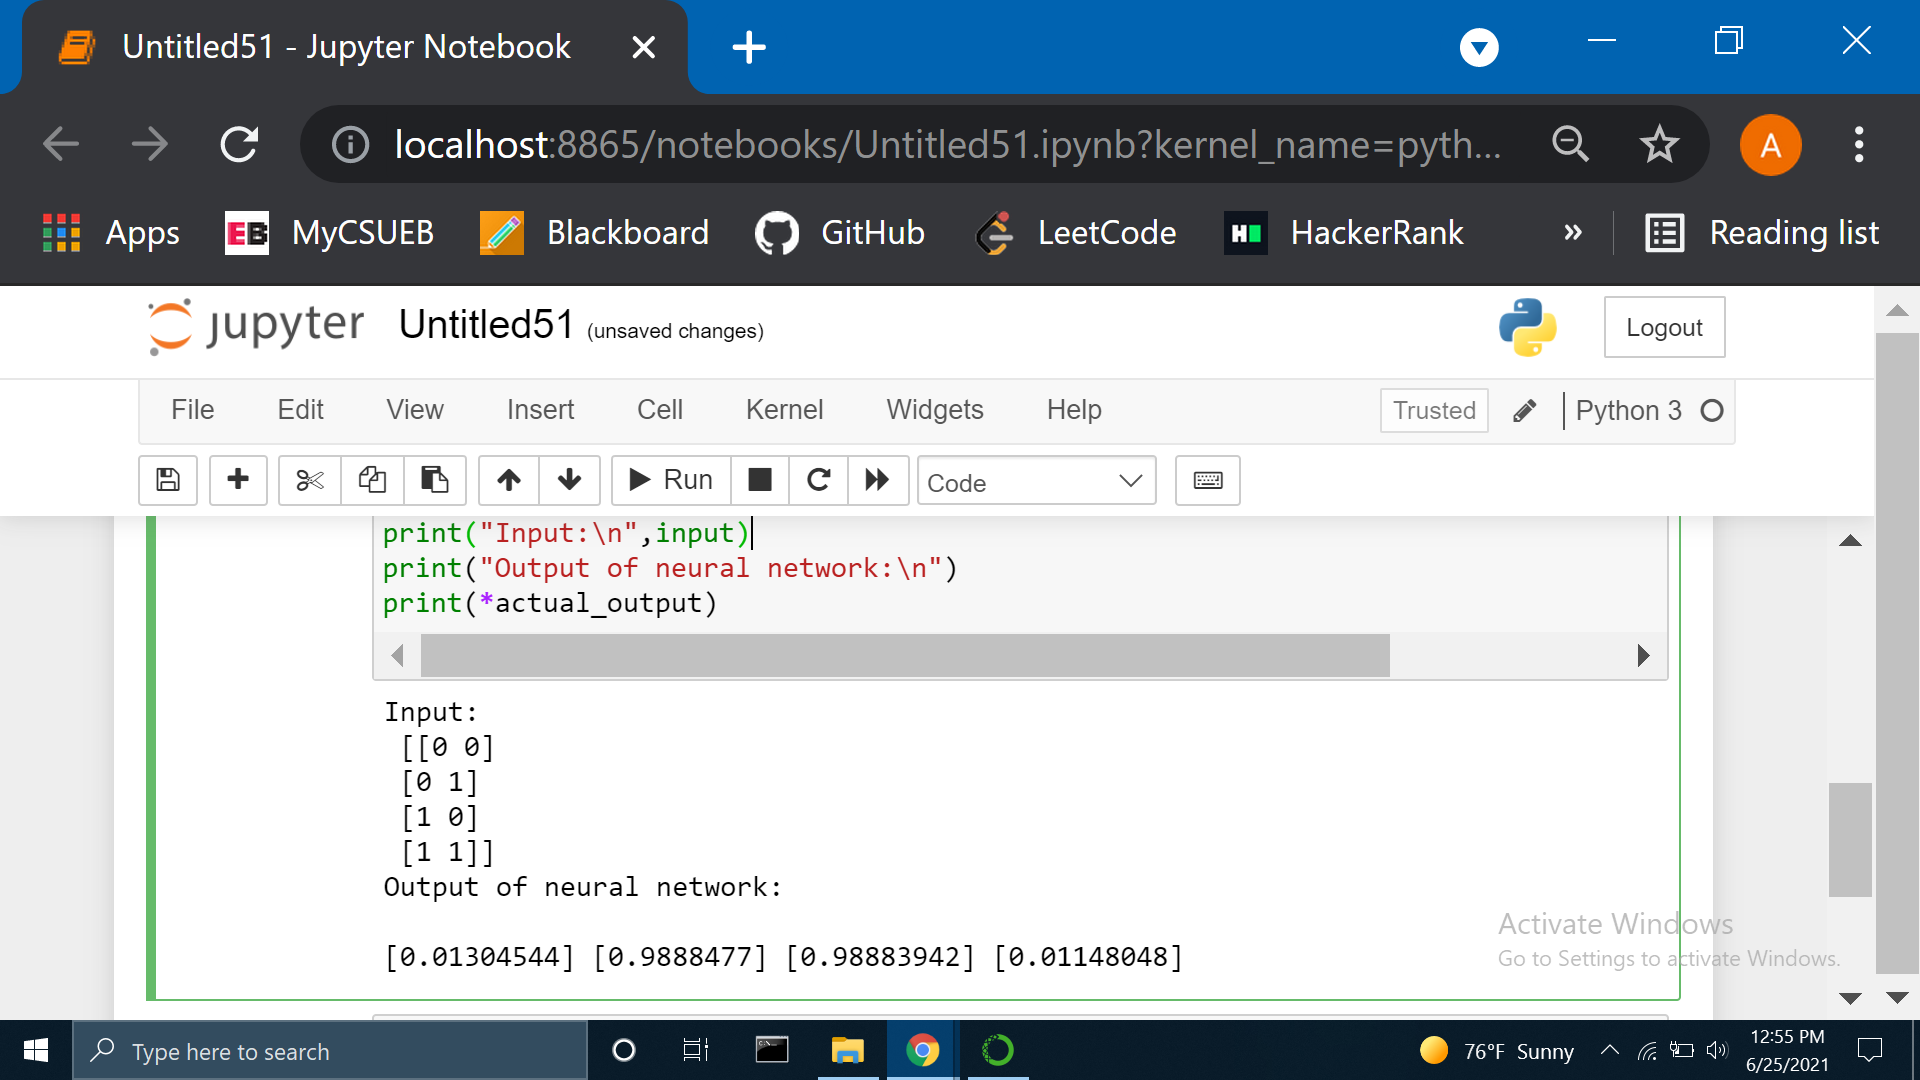 Untitled51 - Jupyter Notebook
localhost:8865/notebooks/Untitled51.ipynb?kernel_name=pyth...
A
Apps
EB MyCSUEB
Blackboard
GitHub
LeetCode
H HackerRank
»
Reading list
jupyter Untitled51 (unsaved changes)
Logout
File Edit View Insert Cell Kernel Widgets Help
Trusted
Python 3
Run
Code
print("Input:\n",input)
print("Output of neural network:\n")
print(*actual_output)
Input:
[[0 0]
[0 1]
[1 0]
[1 1]]
Output of neural network:
[0.01304544] [0.9888477] [0.98883942] [0.01148048]
Activate Windows
Go to Settings to activate Windows.
Type here to search
76°F Sunny
12:55 PM
6/25/2021